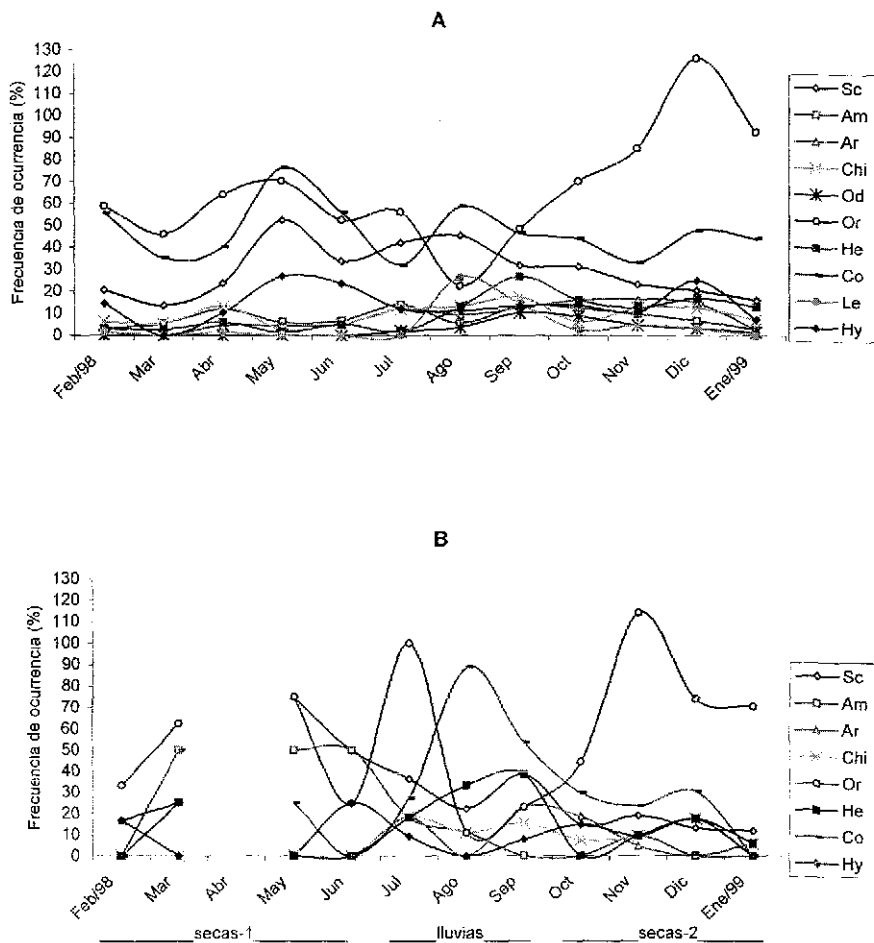 A
Frecuencia de ocurrencia (%)
130
120
110
100
90
80
70
60
50
40
30
20
10
0
Feb/98
Mar
Abr
May
Jun
Jul
Ago
Sep
Oct
Nov
Dic
Ene/99
Sc
Am
Ar
Chi
Od
Or
He
Co
Le
Hy
B
Frecuencia de ocurrencia (%)
130
120
110
100
90
80
70
60
50
40
30
20
10
0
Feb/98
Mar
Abr
May
Jun
Jul
Ago
Sep
Oct
Nov
Dic
Ene/99
secas-1
lluvias
secas-2
Sc
Am
Ar
Chi
Or
He
Co
Hy